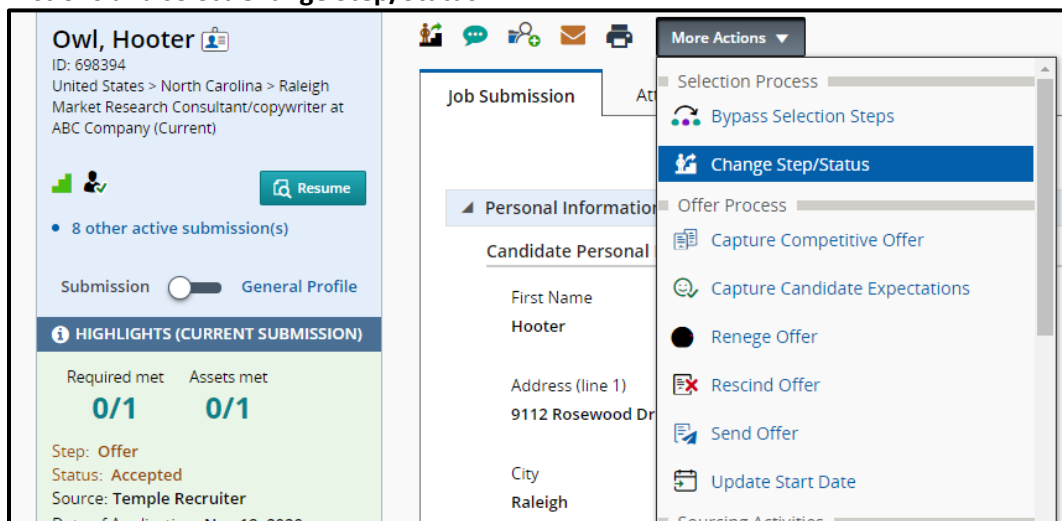 Owl, Hooter
ID: 698394
United States > North Carolina > Raleigh
Market Research Consultant/copywriter at
ABC Company (Current)
Resume
8 other active submission(s)
Submission General Profile
HIGHLIGHTS (CURRENT SUBMISSION)
Required met Assets met
0/1 0/1
Step: Offer
Status: Accepted
Source: Temple Recruiter
More Actions
Job Submission
Personal Information
Candidate Personal
First Name
Hooter
Address (line 1)
9112 Rosewood Dr
City
Raleigh
Selection Process
Bypass Selection Steps
Change Step/Status
Offer Process
Capture Competitive Offer
Capture Candidate Expectations
Renege Offer
Rescind Offer
Send Offer
Update Start Date
Sourcing Activities